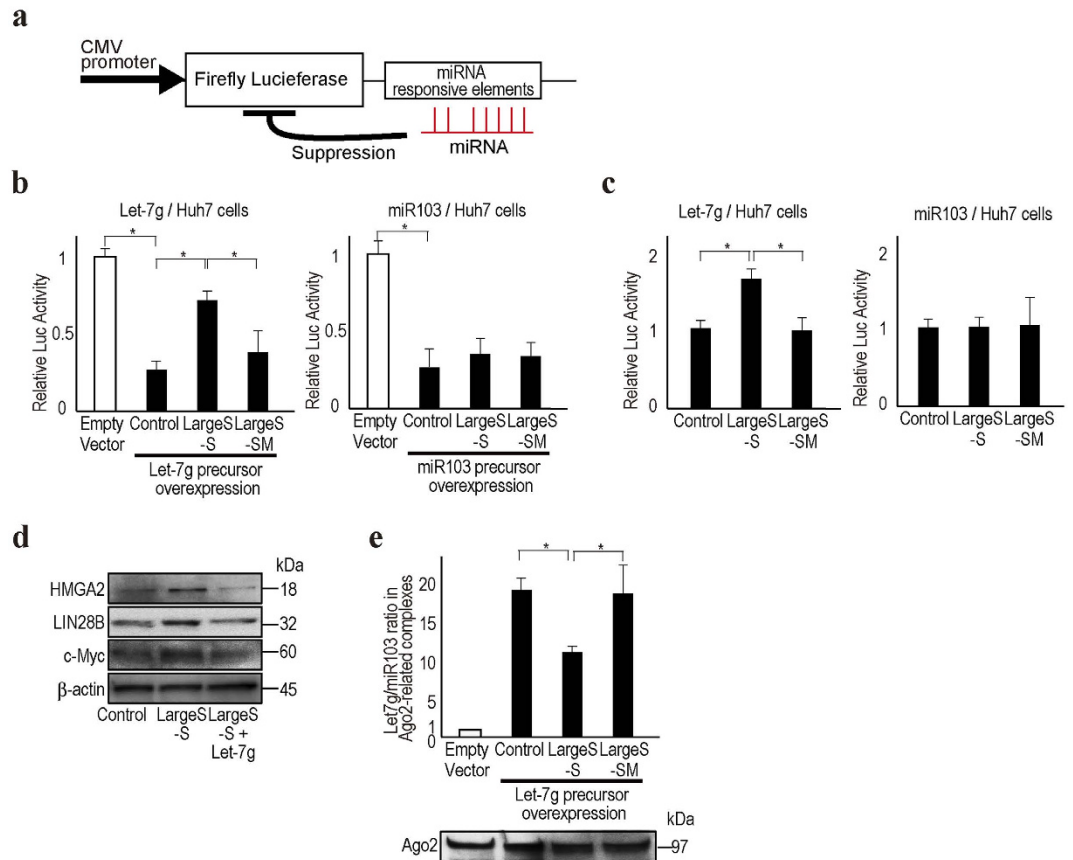 a
CMV
promoter
Firefly Lucieferase
miRNA
responsive elements
Suppression
miRNA
b
Let-7g / Huh7 cells
*
*
*
1
0.5
0
Relative Luc Activity
Empty
Vector
Control
LargeS
-S
LargeS
-SM
Let-7g precursor
overexpression
miR103 / Huh7 cells
*
1
0.5
0
Relative Luc Activity
Empty
Vector
Control
LargeS
-S
LargeS
-SM
miR103 precursor
overexpression
c
Let-7g / Huh7 cells
*
*
2
1
0
Relative Luc Activity
Control
LargeS
-S
LargeS
-SM
miR103 / Huh7 cells
2
1
0
Relative Luc Activity
Control
LargeS
-S
LargeS
-SM
d
kDa
HMGA2
18
LIN28B
32
c-Myc
60
β-actin
45
Control
LargeS
-S
LargeS
-S +
Let-7g
e
*
*
20
15
10
5
1
0
Let7g/miR103 ratio in
Ago2-related complexes
Empty
Vector
Control
LargeS
-S
LargeS
-SM
Let-7g precursor
overexpression
kDa
Ago2
97